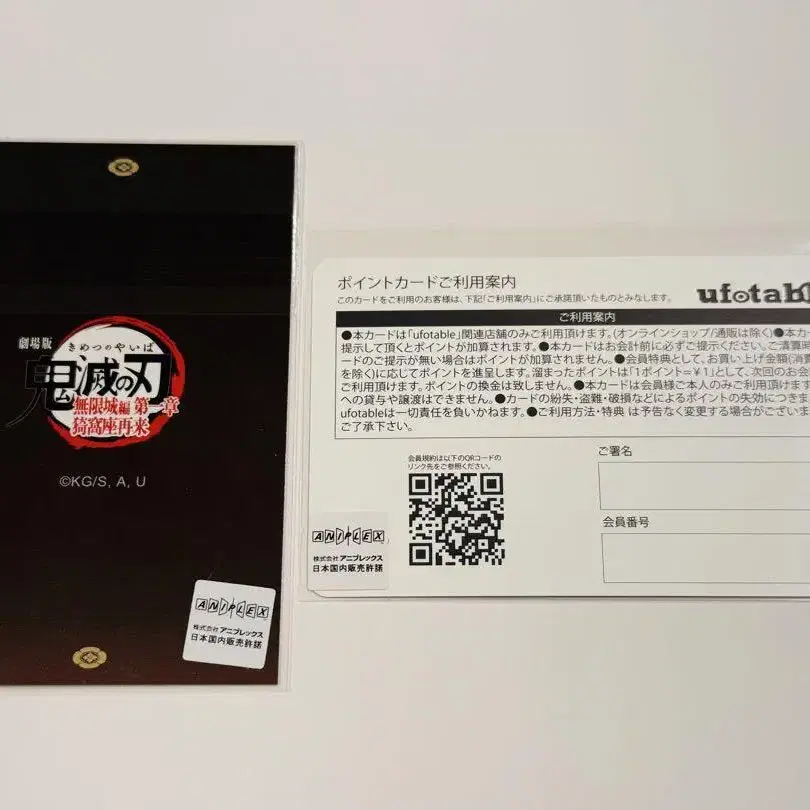 劇場版
きめつのやいば
鬼滅の刃
無限城編 第一章
猗窩座再来
©KG/S, A, U
ANIPLEX
株式会社アニプレックス
日本国内販売許諾
ポイントカードご利用案内
このカードをご利用のお客様は、下記「ご利用案内」にご承諾頂いたものとみなします。
ufotabl
ご利用案内
●本カードは「ufotable」関連店舗のみご利用頂けます。(オンラインショップ/通販は除く)●本カー
提示して頂くとポイントが加算されます。●本カードはお会計前に必ずご提示ください。ご清算時
ードのご提示が無い場合はポイントが加算されません。●会員特典として、お買い上げ金額(消費
を除く)に応じてポイントを進呈します。溜まったポイントは「1ポイント=¥1」として、次回のお会
ご利用頂けます。ポイントの換金は致しません。●本カードは会員様ご本人のみご利用頂けます
への貸与や譲渡はできません。●カードの紛失・盗難・破損などによるポイントの失効につきま
ufotableは一切責任を負いかねます。●ご利用方法・特典 は予告なく変更する場合がございま
ご了承下さい。
会員規約は以下のQRコードの
リンク先をご参照ください。
ご署名
会員番号
ANIPLEX
株式会社アニプレックス
日本国内販売許諾